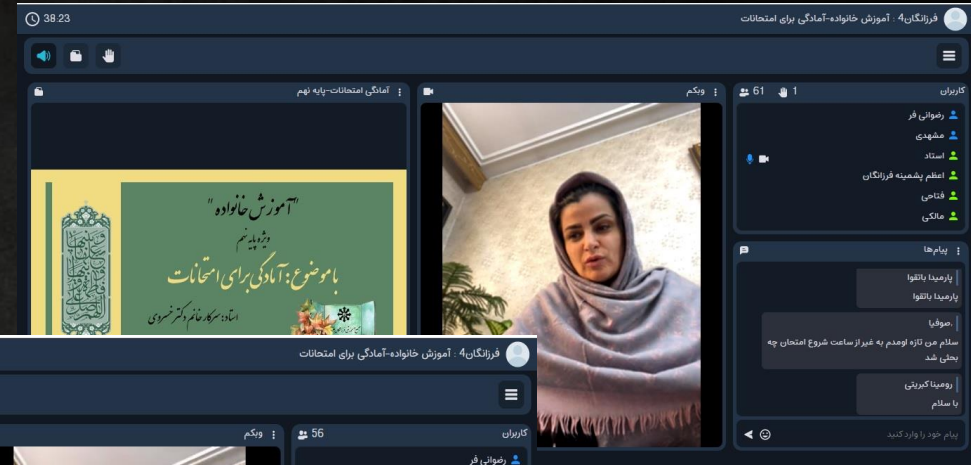 38:23
فرزانگان4 : آموزش خانواده-آمادگی برای امتحانات
آمادگی امتحانات-پایه نهم
"آموزش خانواده"
ویژه پایه نهم
با موضوع: آمادگی برای امتحانات
استاد: سرکار خانم دکتر خسروی
وبکم
61
1
کاربران
رضوانی فر
مشهدی
استاد
اعظم پشمینه فرزانگان
فتاحی
مالکی
پیام‌ها
پارمیدا باتقوا
پارمیدا باتقوا
صوفیا.
سلام من تازه اومدم به غیر از ساعت شروع امتحان چه
بحثی شد
رومینا کبریتی
با سلام
پیام خود را وارد کنید
فرزانگان4 : آموزش خانواده-آمادگی برای امتحانات
وبکم
56
کاربران
رضوانی فر